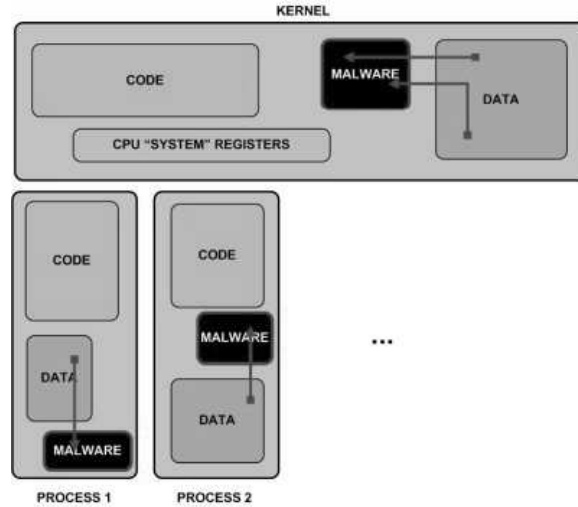 KERNEL
CODE
MALWARE
DATA
CPU "SYSTEM" REGISTERS
CODE
DATA
MALWARE
PROCESS 1
CODE
MALWARE
DATA
PROCESS 2
...